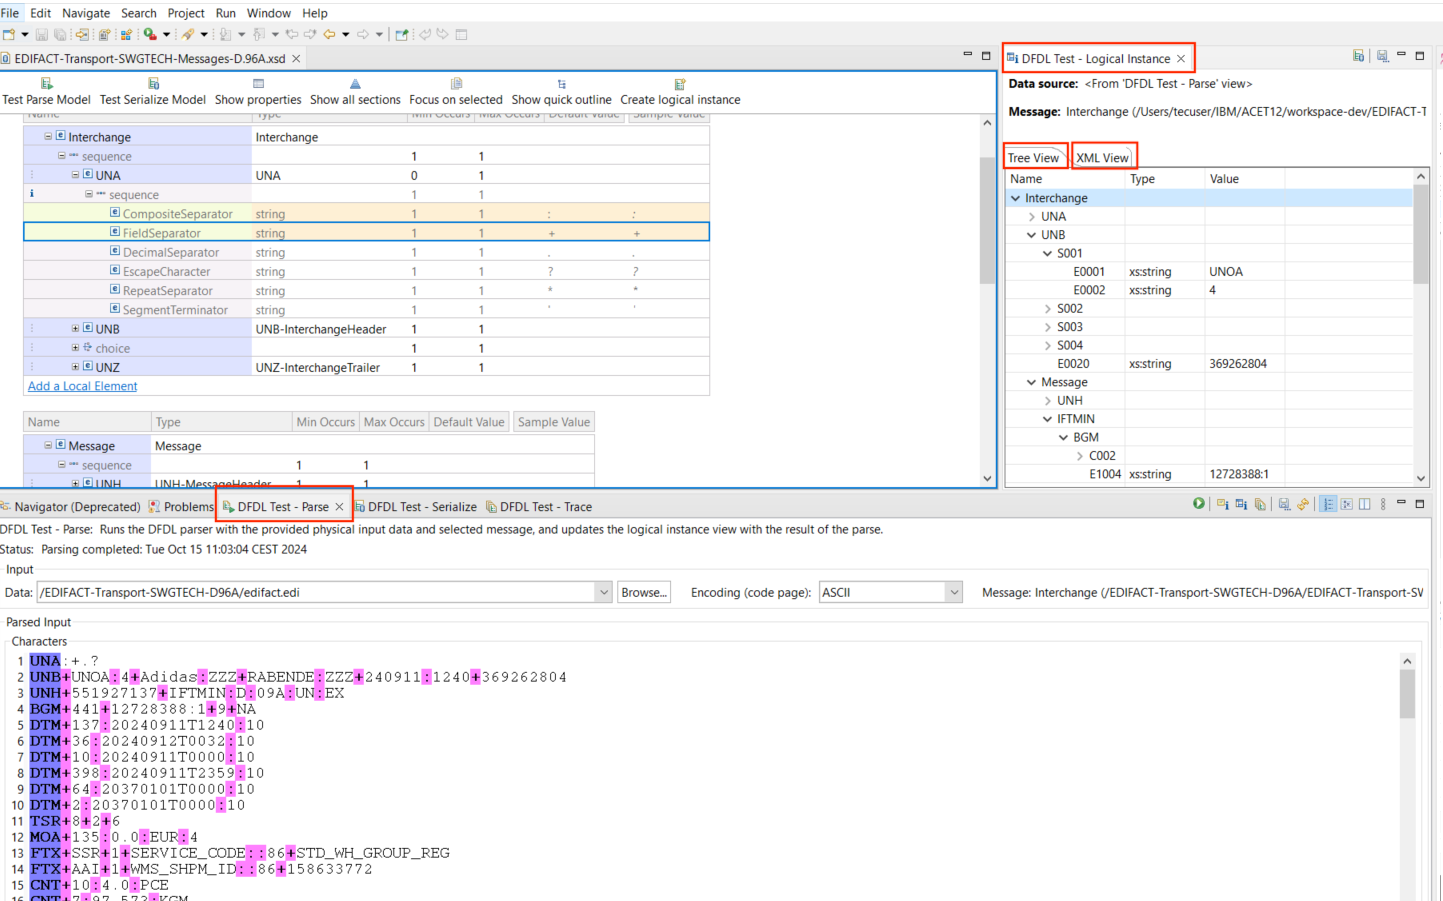 File Edit Navigate Search Project Run Window Help
EDIFACT-Transport-SWGTECH-Messages-D.96A.xsd
Test Parse Model Test Serialize Model Show properties Show all sections Focus on selected Show quick outline Create logical instance
Name Type Min Occurs Max Occurs Default Value Sample Value
Interchange Interchange
sequence 1 1
UNA UNA 0 1
sequence 1 1
CompositeSeparator string 1 1 : :
FieldSeparator string 1 1 + +
DecimalSeparator string 1 1 . .
EscapeCharacter string 1 1 ? ?
RepeatSeparator string 1 1 * *
SegmentTerminator string 1 1 ' '
UNB UNB-InterchangeHeader 1 1
choice 1 1
UNZ UNZ-InterchangeTrailer 1 1
Add a Local Element
Name Type Min Occurs Max Occurs Default Value Sample Value
Message Message
sequence 1 1
UNH UNH-MessageHeader 1 1
DFDL Test - Logical Instance
Data source: <From 'DFDL Test - Parse' view>
Message: Interchange (/Users/tecuser/IBM/ACET12/workspace-dev/EDIFACT-T
Tree View XML View
Name Type Value
Interchange
UNA
UNB
S001
E0001 xs:string UNOA
E0002 xs:string 4
S002
S003
S004
E0020 xs:string 369262804
Message
UNH
IFTMIN
BGM
C002
E1004 xs:string 12728388:1
Navigator (Deprecated) Problems DFDL Test - Parse DFDL Test - Serialize DFDL Test - Trace
DFDL Test - Parse: Runs the DFDL parser with the provided physical input data and selected message, and updates the logical instance view with the result of the parse.
Status: Parsing completed: Tue Oct 15 11:03:04 CEST 2024
Input
Data: /EDIFACT-Transport-SWGTECH-D96A/edifact.edi Browse... Encoding (code page): ASCII Message: Interchange (/EDIFACT-Transport-SWGTECH-D96A/EDIFACT-Transport-SW
Parsed Input
Characters
1 UNA:+.?
2 UNB+UNOA:4+Adidas:ZZZ+RABENDE:ZZZ+240911:1240+369262804
3 UNH+551927137+IFTMIN:D:09A:UN:EX
4 BGM+441+12728388:1+9+NA
5 DTM+137:20240911T1240:10
6 DTM+36:20240912T0032:10
7 DTM+10:20240911T0000:10
8 DTM+398:20240911T2359:10
9 DTM+64:20370101T0000:10
10 DTM+2:20370101T0000:10
11 TSR+8+2+6
12 MOA+135:0.0:EUR:4
13 FTX+SSR+1+SERVICE_CODE::86+STD_WH_GROUP_REG
14 FTX+AAI+1+WMS_SHPM_ID::86+158633772
15 CNT+10:4.0:PCE
16 CNT+7:97.573:KGM